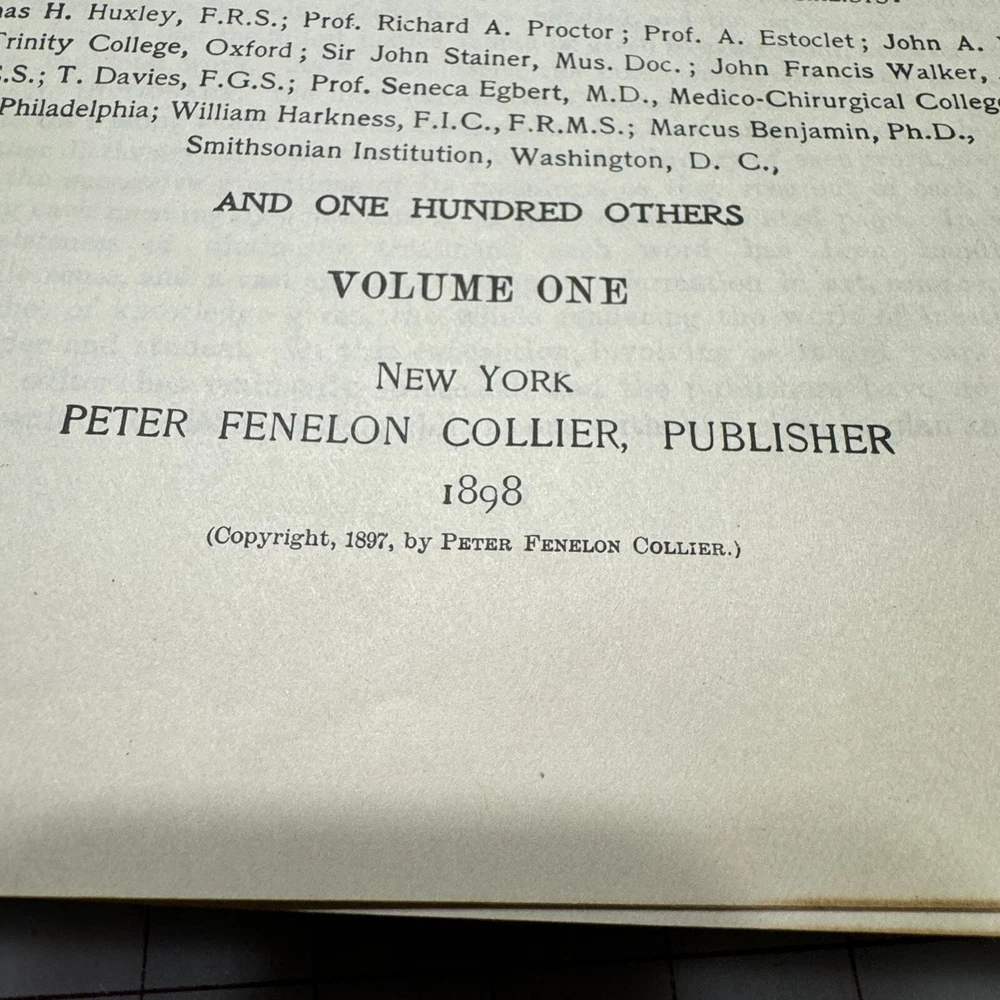 as H. Huxley, F.R.S.; Prof. Richard A. Proctor; Prof. A. Estoclet; John A.
Trinity College, Oxford; Sir John Stainer, Mus. Doc.; John Francis Walker,
.S.; T. Davies, F.G.S.; Prof. Seneca Egbert, M.D., Medico-Chirurgical Colleg
Philadelphia; William Harkness, F.I.C., F.R.M.S.; Marcus Benjamin, Ph.D.,
Smithsonian Institution, Washington, D. C.,
AND ONE HUNDRED OTHERS
VOLUME ONE
NEW YORK
PETER FENELON COLLIER, PUBLISHER
1898
(Copyright, 1897, by PETER FENELON COLLIER.)